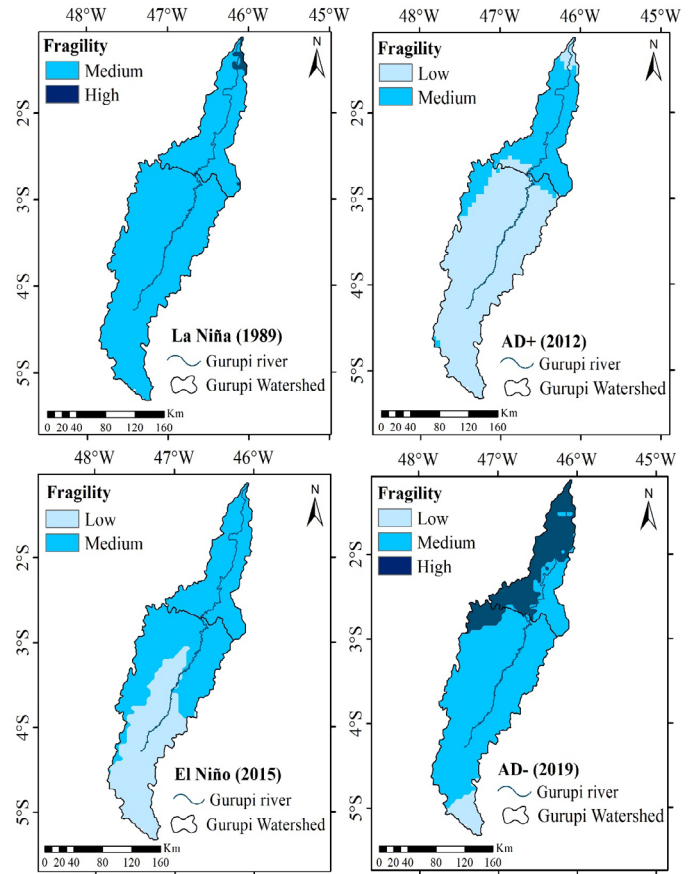 48°W 47°W 46°W 45°W
Fragility
Medium
High
N
2°S
3°S
4°S
5°S
La Niña (1989)
Gurupi river
Gurupi Watershed
Km
0 20 40 80 120 160
48°W 47°W 46°W 45°W
Fragility
Low
Medium
N
2°S
3°S
4°S
5°S
AD+ (2012)
Gurupi river
Gurupi Watershed
Km
0 20 40 80 120 160
48°W 47°W 46°W
Fragility
Low
Medium
N
2°S
3°S
4°S
5°S
El Niño (2015)
Gurupi river
Gurupi Watershed
Km
0 20 40 80 120 160
48°W 47°W 46°W 45°W
Fragility
Low
Medium
High
N
2°S
3°S
4°S
5°S
AD- (2019)
Gurupi river
Gurupi Watershed
Km
0 20 40 80 120 160